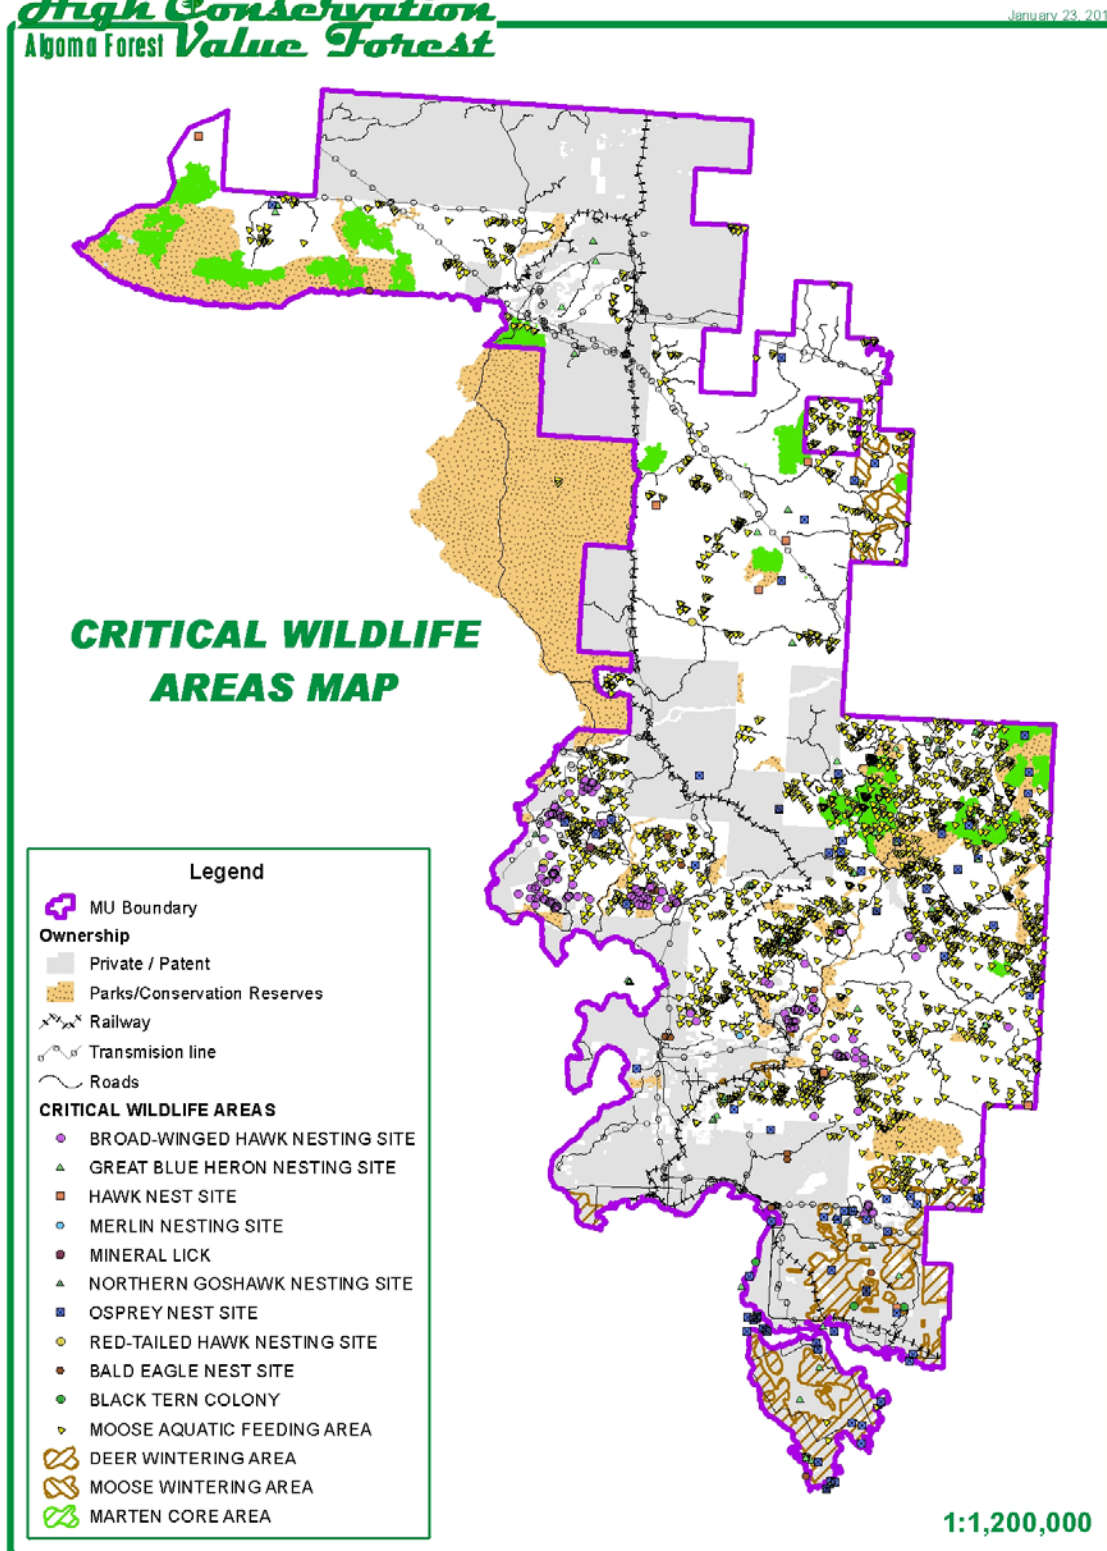 High Conservation
Algoma Forest Value Forest
January 23, 201
CRITICAL WILDLIFE
AREAS MAP
Legend
MU Boundary
Ownership
Private / Patent
Parks/Conservation Reserves
Railway
Transmision line
Roads
CRITICAL WILDLIFE AREAS
BROAD-WINGED HAWK NESTING SITE
GREAT BLUE HERON NESTING SITE
HAWK NEST SITE
MERLIN NESTING SITE
MINERAL LICK
NORTHERN GOSHAWK NESTING SITE
OSPREY NEST SITE
RED-TAILED HAWK NESTING SITE
BALD EAGLE NEST SITE
BLACK TERN COLONY
MOOSE AQUATIC FEEDING AREA
DEER WINTERING AREA
MOOSE WINTERING AREA
MARTEN CORE AREA
1:1,200,000